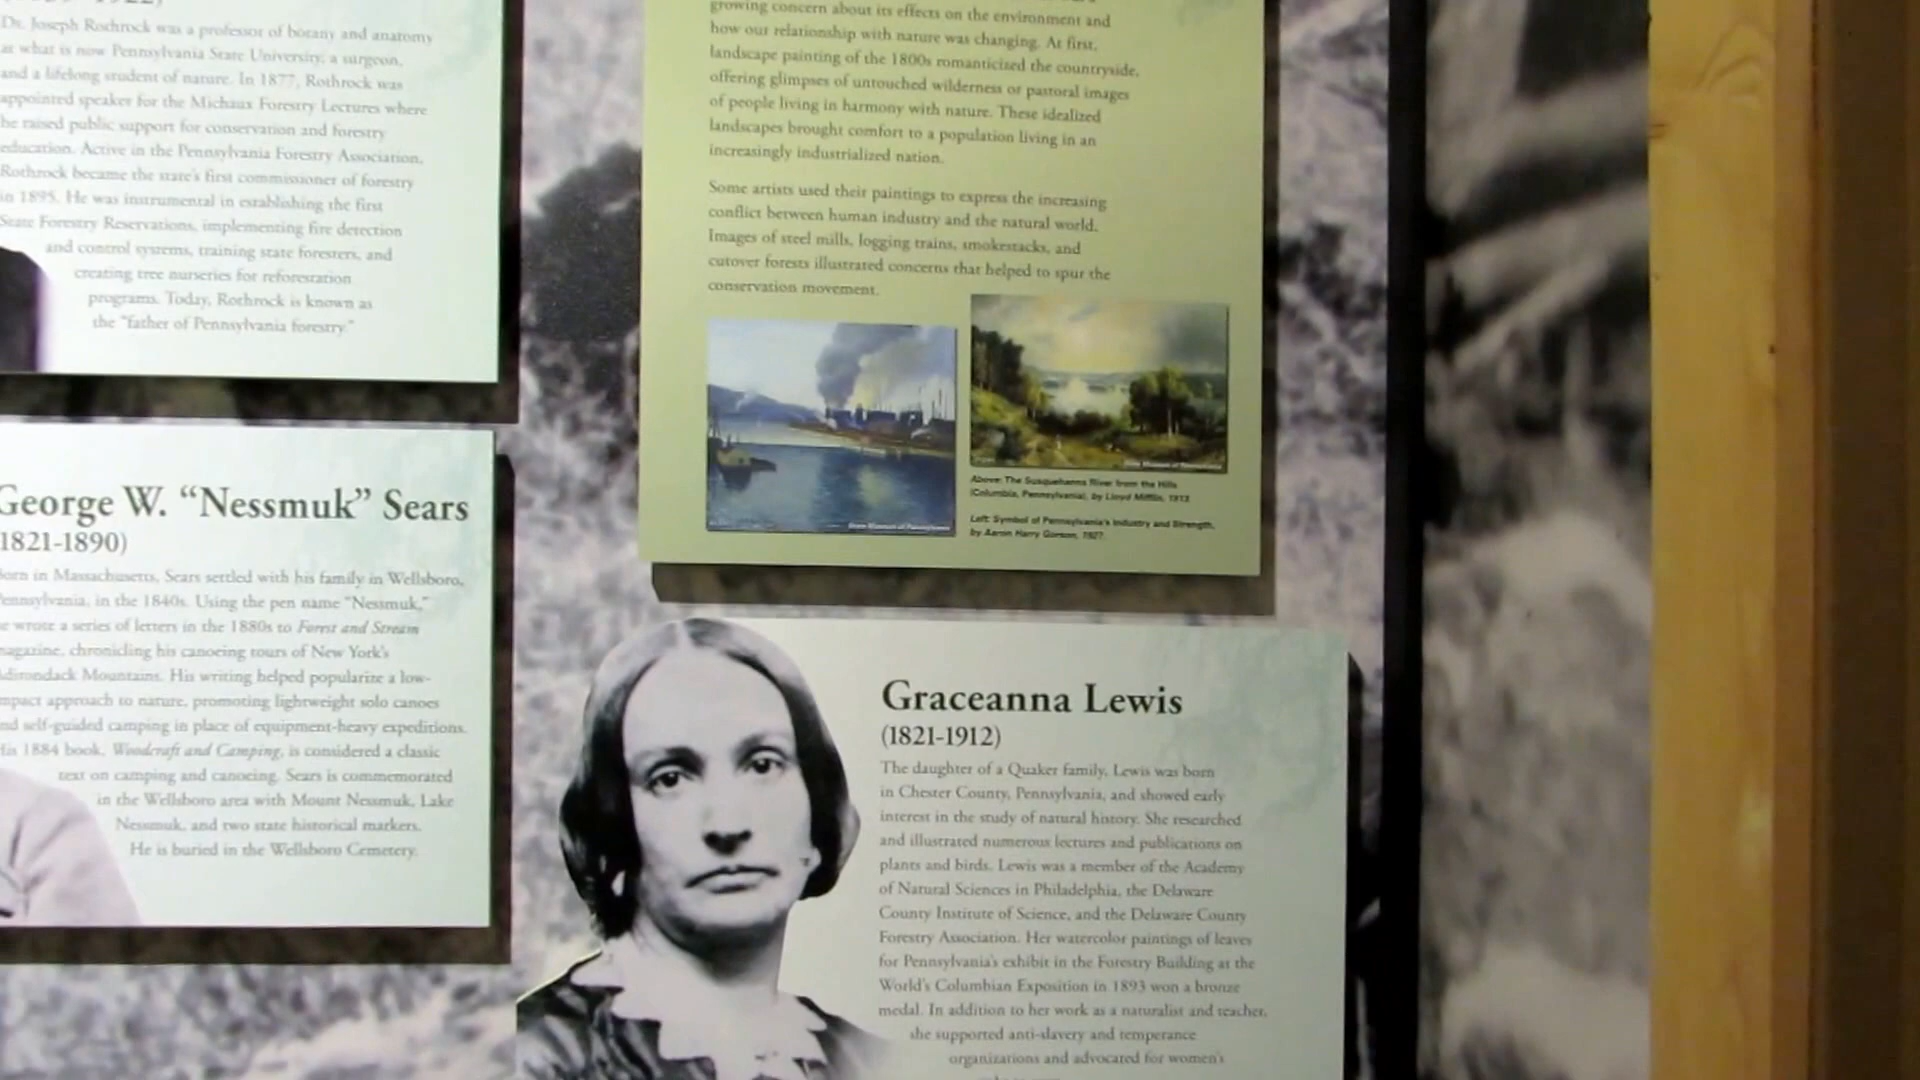 Dr. Joseph Rothrock was a professor of botany and anatomy
at what is now Pennsylvania State University, a surgeon,
and a lifelong student of nature. In 1877, Rothrock was
appointed speaker for the Michaux Forestry Lectures where
he raised public support for conservation and forestry
education. Active in the Pennsylvania Forestry Association,
Rothrock became the state's first commissioner of forestry
in 1895. He was instrumental in establishing the first
State Forestry Reservations, implementing fire detection
and control systems, training state foresters, and
creating tree nurseries for reforestation
programs. Today, Rothrock is known as
the "father of Pennsylvania forestry."
George W. "Nessmuk" Sears
(1821-1890)
Born in Massachusetts, Sears settled with his family in Wellsboro,
Pennsylvania, in the 1840s. Using the pen name "Nessmuk,"
he wrote a series of letters in the 1880s to Forest and Stream
magazine, chronicling his canoeing tours of New York's
Adirondack Mountains. His writing helped popularize a low-
impact approach to nature, promoting lightweight solo canoes
and self-guided camping in place of equipment-heavy expeditions.
His 1884 book, Woodcraft and Camping, is considered a classic
text on camping and canoeing. Sears is commemorated
in the Wellsboro area with Mount Nessmuk, Lake
Nessmuk, and two state historical markers.
He is buried in the Wellsboro Cemetery.
growing concern about its effects on the environment and
how our relationship with nature was changing. At first,
landscape painting of the 1800s romanticized the countryside,
offering glimpses of untouched wilderness or pastoral images
of people living in harmony with nature. These idealized
landscapes brought comfort to a population living in an
increasingly industrialized nation.
Some artists used their paintings to express the increasing
conflict between human industry and the natural world.
Images of steel mills, logging trains, smokestacks, and
cutover forests illustrated concerns that helped to spur the
conservation movement.
State Museum of Pennsylvania
State Museum of Pennsylvania
Above: The Susquehanna River from the Hills
(Columbia, Pennsylvania), by Lloyd Mifflin, 1913
Left: Symbol of Pennsylvania's Industry and Strength,
by Aaron Harry Gorson, 1927.
Graceanna Lewis
(1821-1912)
The daughter of a Quaker family, Lewis was born
in Chester County, Pennsylvania, and showed early
interest in the study of natural history. She researched
and illustrated numerous lectures and publications on
plants and birds. Lewis was a member of the Academy
of Natural Sciences in Philadelphia, the Delaware
County Institute of Science, and the Delaware County
Forestry Association. Her watercolor paintings of leaves
for Pennsylvania's exhibit in the Forestry Building at the
World's Columbian Exposition in 1893 won a bronze
medal. In addition to her work as a naturalist and teacher,
she supported anti-slavery and temperance
organizations and advocated for women's